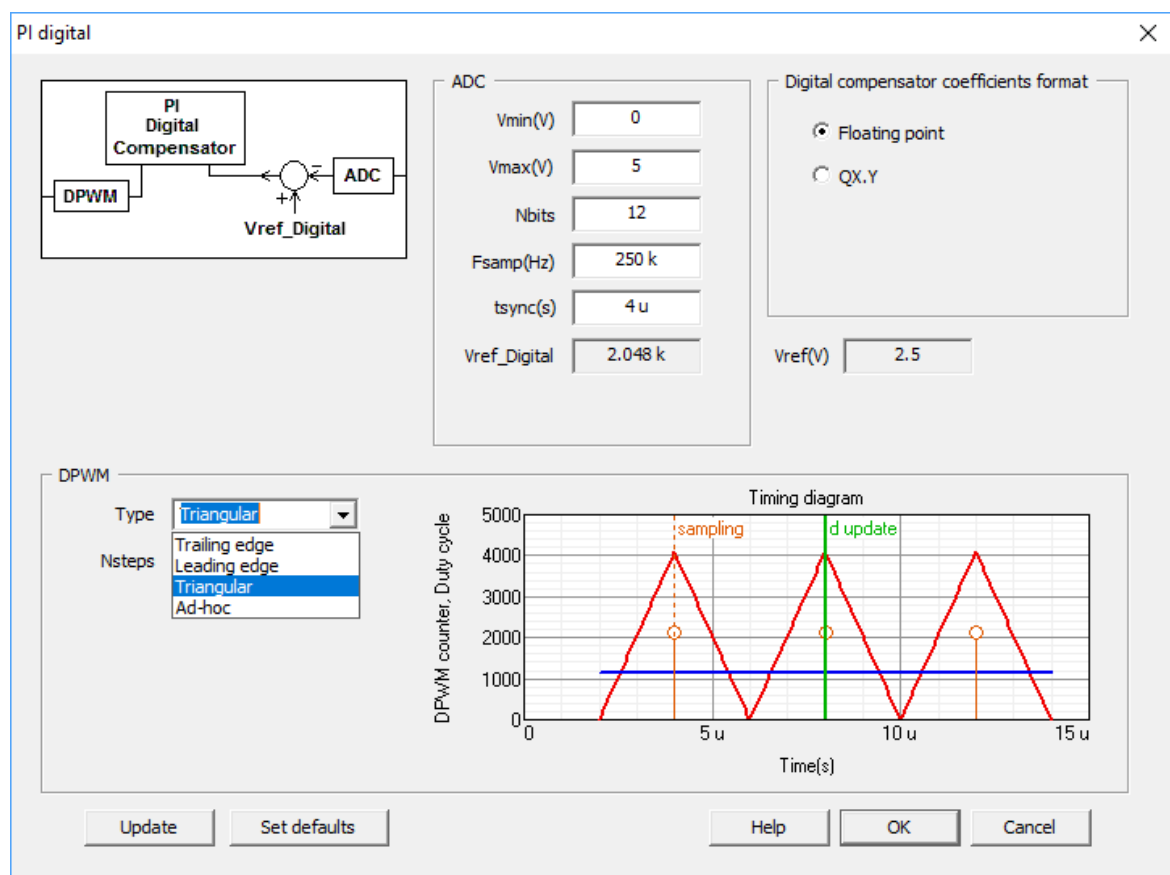 PI digital
PI
Digital
Compensator
DPWM
ADC
−
+
Vref_Digital
ADC
Vmin(V) 0
Vmax(V) 5
Nbits 12
Fsamp(Hz) 250 k
tsync(s) 4 u
Vref_Digital 2.048 k
Digital compensator coefficients format
Floating point
QX.Y
Vref(V) 2.5
DPWM
Type Triangular
Trailing edge
Leading edge
Triangular
Ad-hoc
Nsteps
Timing diagram
DPWM counter, Duty cycle
5000
4000
3000
2000
1000
0
sampling
d update
0 5 u 10 u 15 u
Time(s)
Update
Set defaults
Help
OK
Cancel